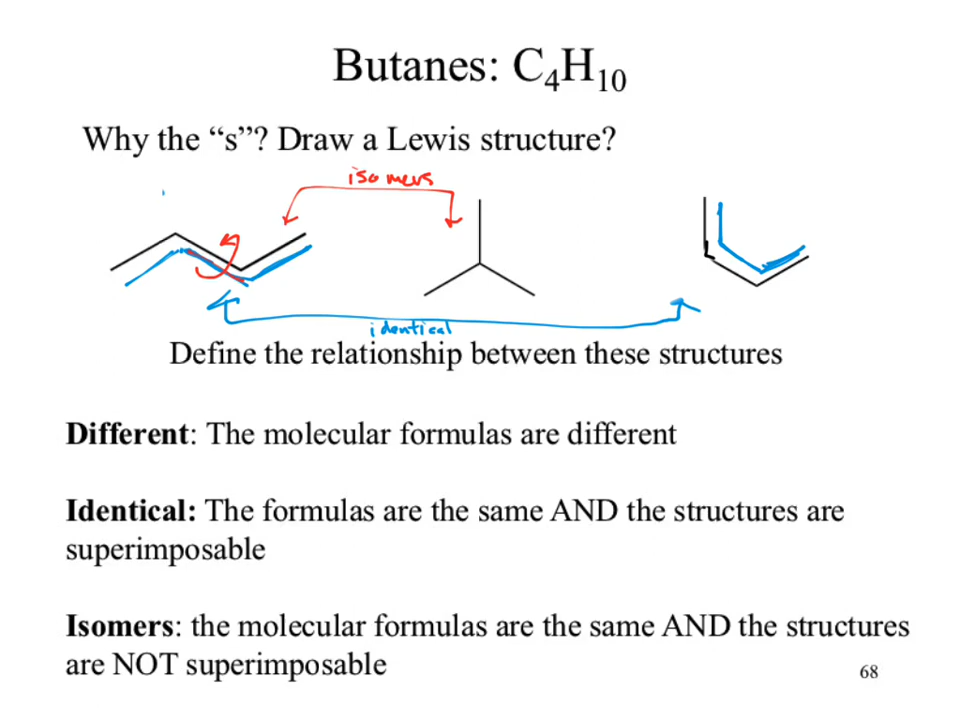 Butanes: C₄H₁₀
Why the “s”? Draw a Lewis structure?
isomers
identical
Define the relationship between these structures
Different: The molecular formulas are different
Identical: The formulas are the same AND the structures are
superimposable
Isomers: the molecular formulas are the same AND the structures
are NOT superimposable
68